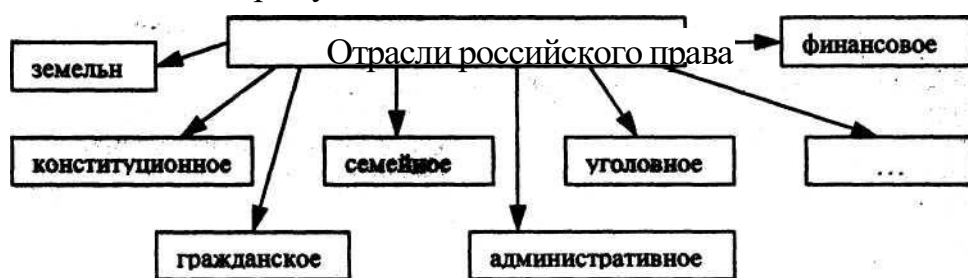 Отрасли российского права
финансовое
земельн
конституционное
семейное
уголовное
...
гражданское
административное